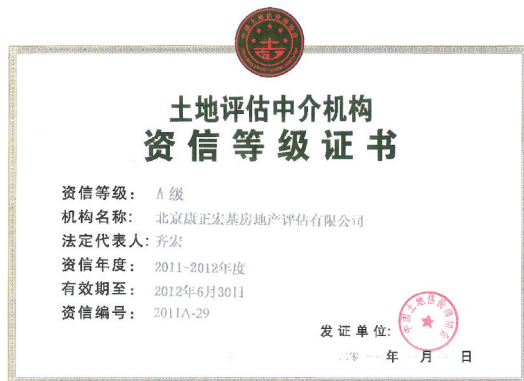 土地评估中介机构
资信等级证书
资信等级： A 级
机构名称: 北京康正宏基房地产评估有限公司
法定代表人: 齐宏
资信年度： 2011-2012年度
有效期至： 2012年6月30日
资信编号： 2011A-29
发证单位:
二零一一年 月 日